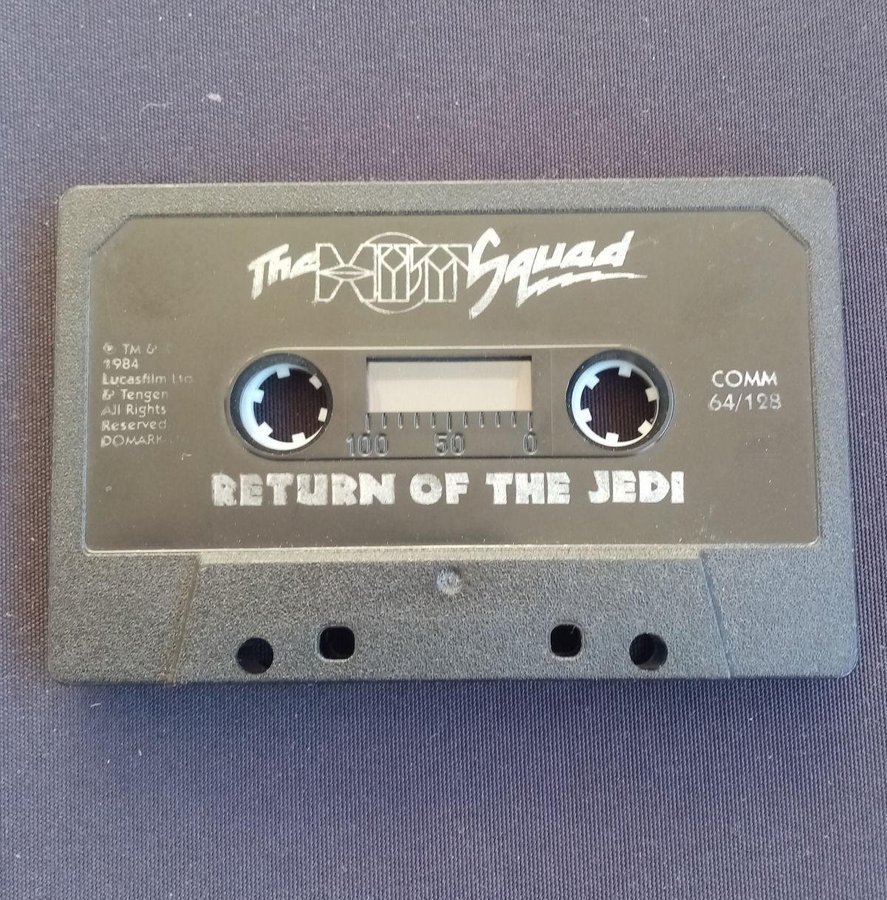 The HIT Squad
℗ TM &
1984
Lucasfilm Ltd
& Tengen
All Rights
Reserved
DOMARK
COMM
64/128
100 50 0
RETURN OF THE JEDI